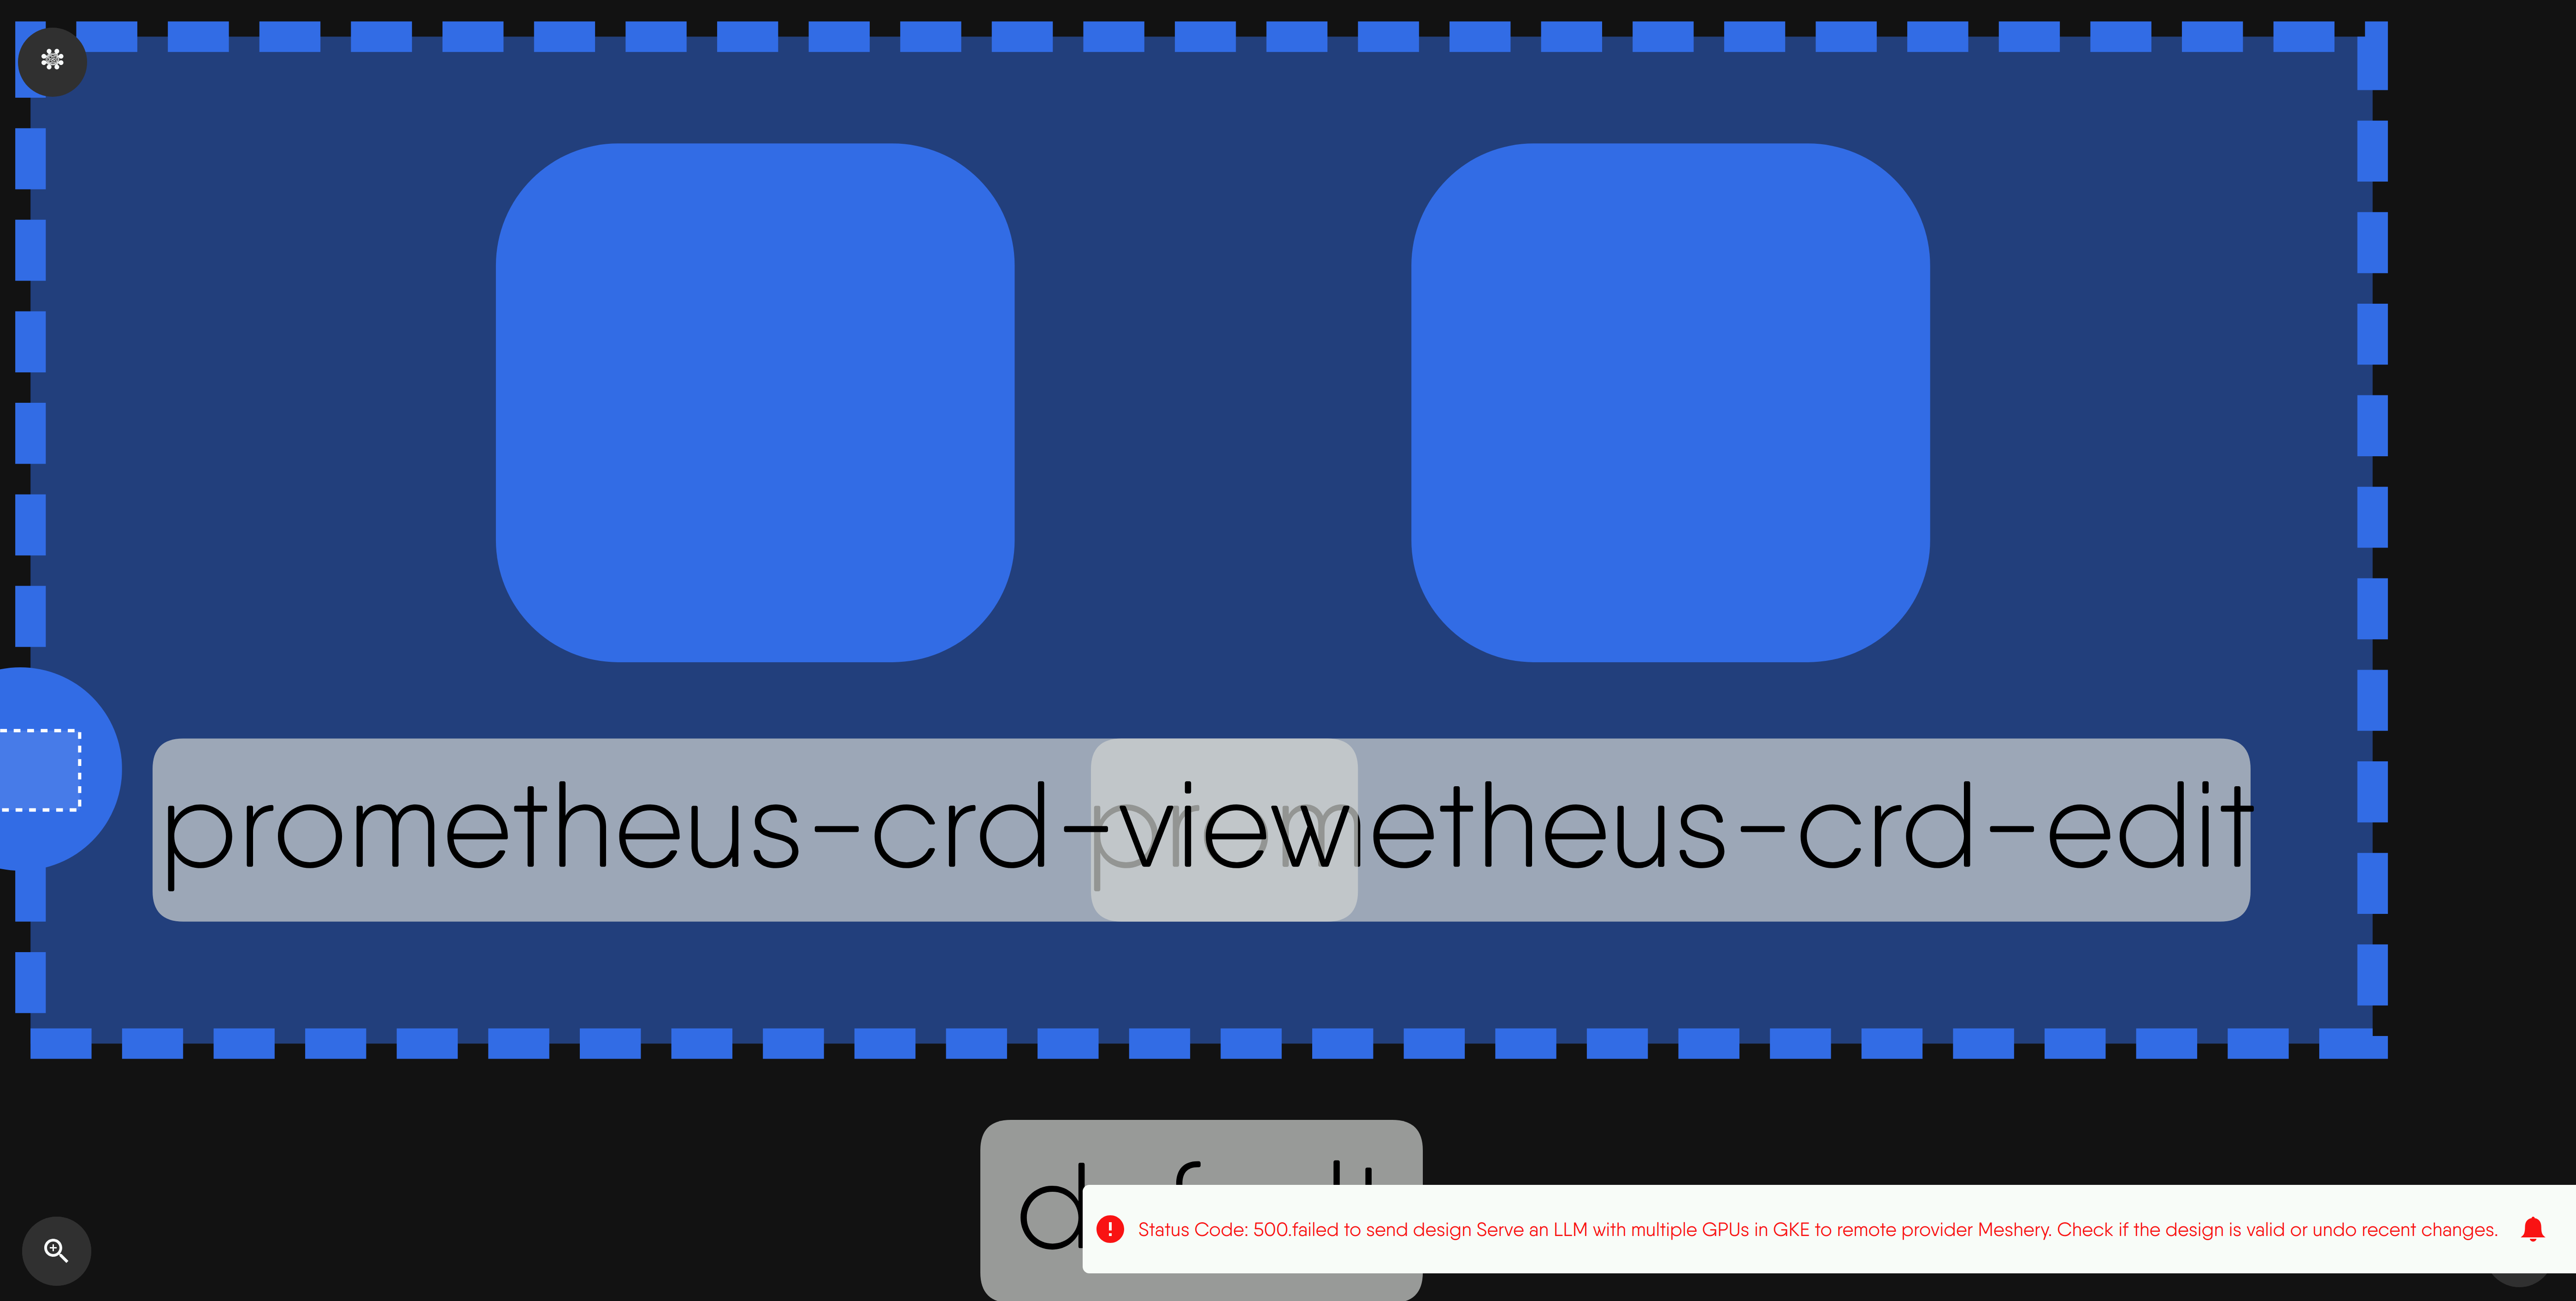 prometheus-crd-view
prometheus-crd-edit
Status Code: 500.failed to send design Serve an LLM with multiple GPUs in GKE to remote provider Meshery. Check if the design is valid or undo recent changes.